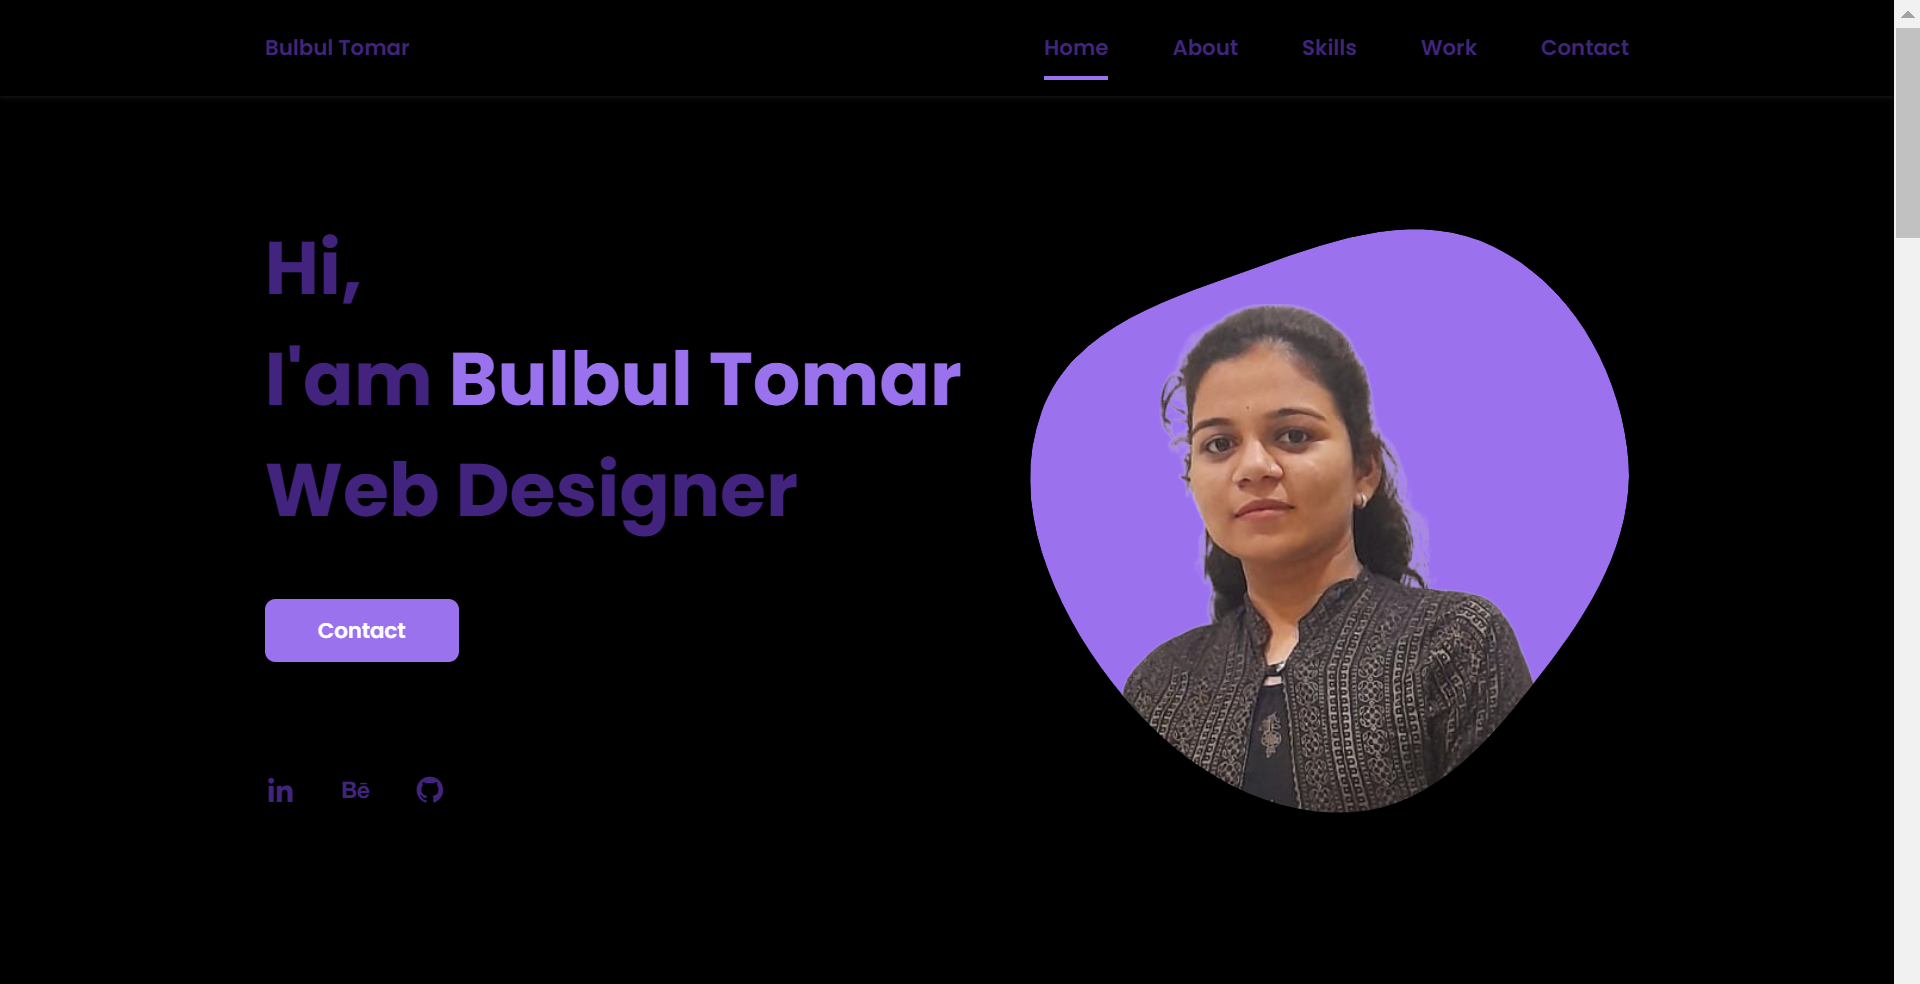 Bulbul Tomar
Home About Skills Work Contact
Hi,
I'am Bulbul Tomar
Web Designer
Contact
in Bē